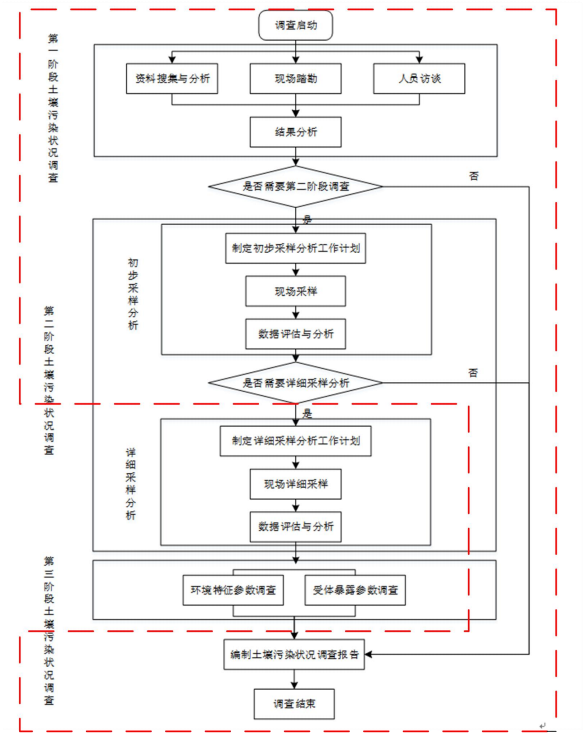 调查启动
第一阶段土壤污染状况调查
资料搜集与分析
现场踏勘
人员访谈
结果分析
是否需要第二阶段调查
否
是
第二阶段土壤污染状况调查
初步采样分析
制定初步采样分析工作计划
现场采样
数据评估与分析
是否需要详细采样分析
否
是
详细采样分析
制定详细采样分析工作计划
现场详细采样
数据评估与分析
第三阶段土壤污染状况调查
环境特征参数调查
受体暴露参数调查
编制土壤污染状况调查报告
调查结束